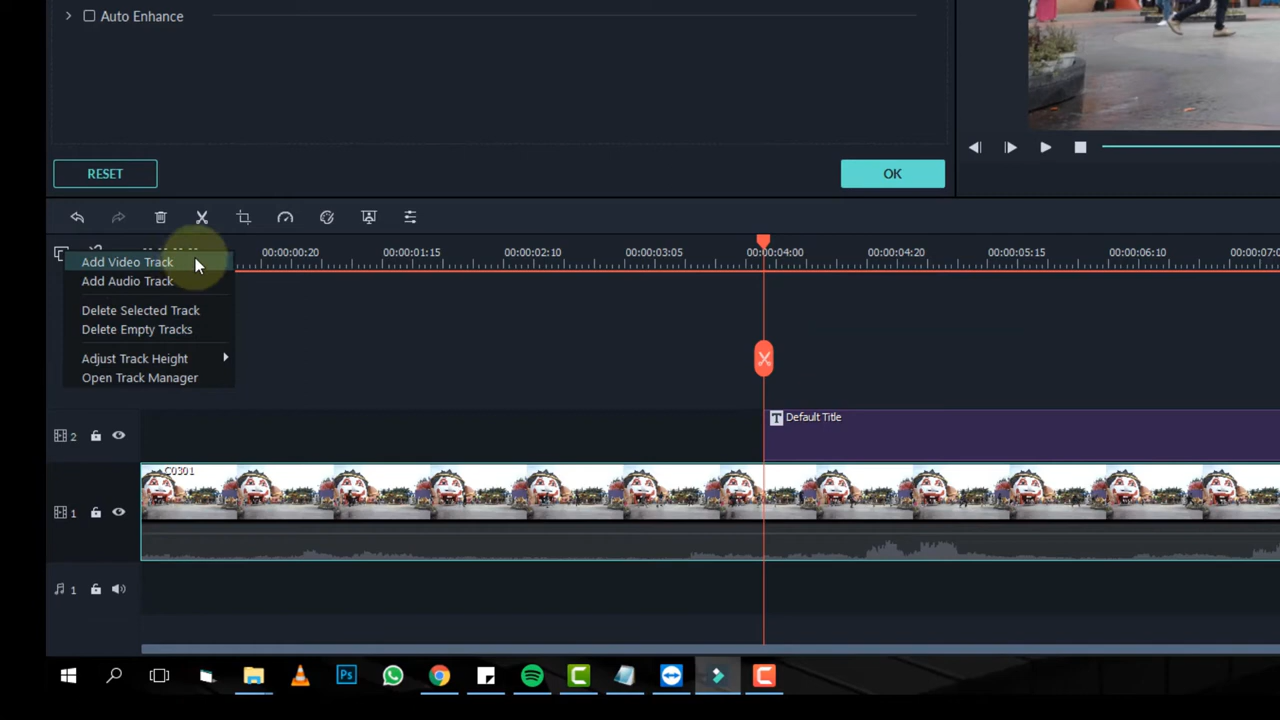 Auto Enhance
RESET
OK
00:00:00:20
00:00:01:15
00:00:02:10
00:00:03:05
00:00:04:00
00:00:04:20
00:00:05:15
00:00:06:10
00:00:07:0
Add Video Track
Add Audio Track
Delete Selected Track
Delete Empty Tracks
Adjust Track Height
Open Track Manager
2
T Default Title
C0301
1
1
Ps